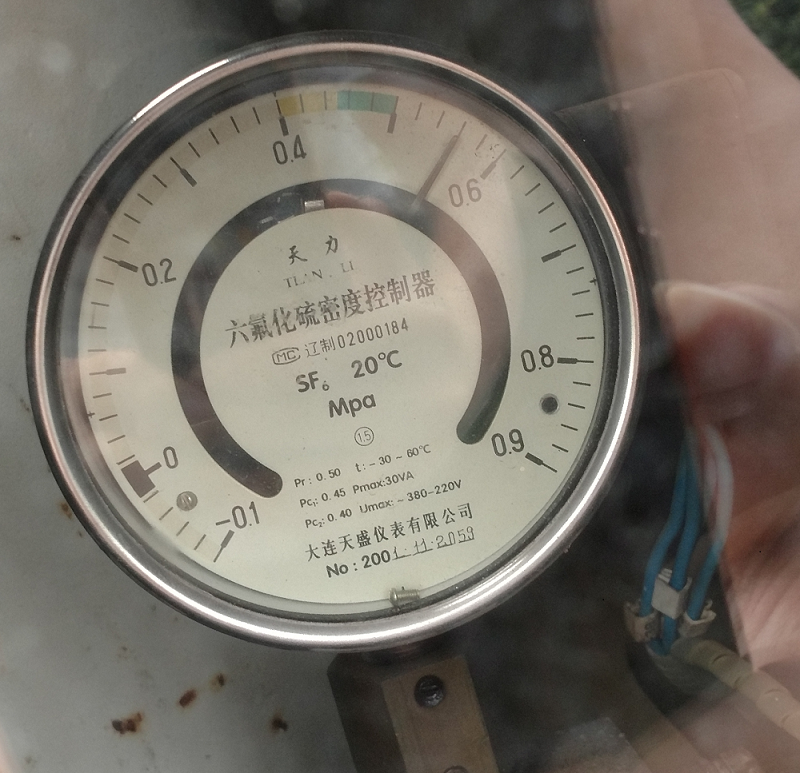 0.4
0.6
0.2
天力
TIAN LI
六氟化硫密度控制器
MC 辽制02000184
0.8
SF₆ 20℃
Mpa
1.5
0
0.9
Pr: 0.50 t: -30 - 60℃
Pc₁: 0.45 Pmax:30VA
Pc₂: 0.40 Umax: ~ 380-220V
-0.1
大连天盛仪表有限公司
No: 2001.11.2059